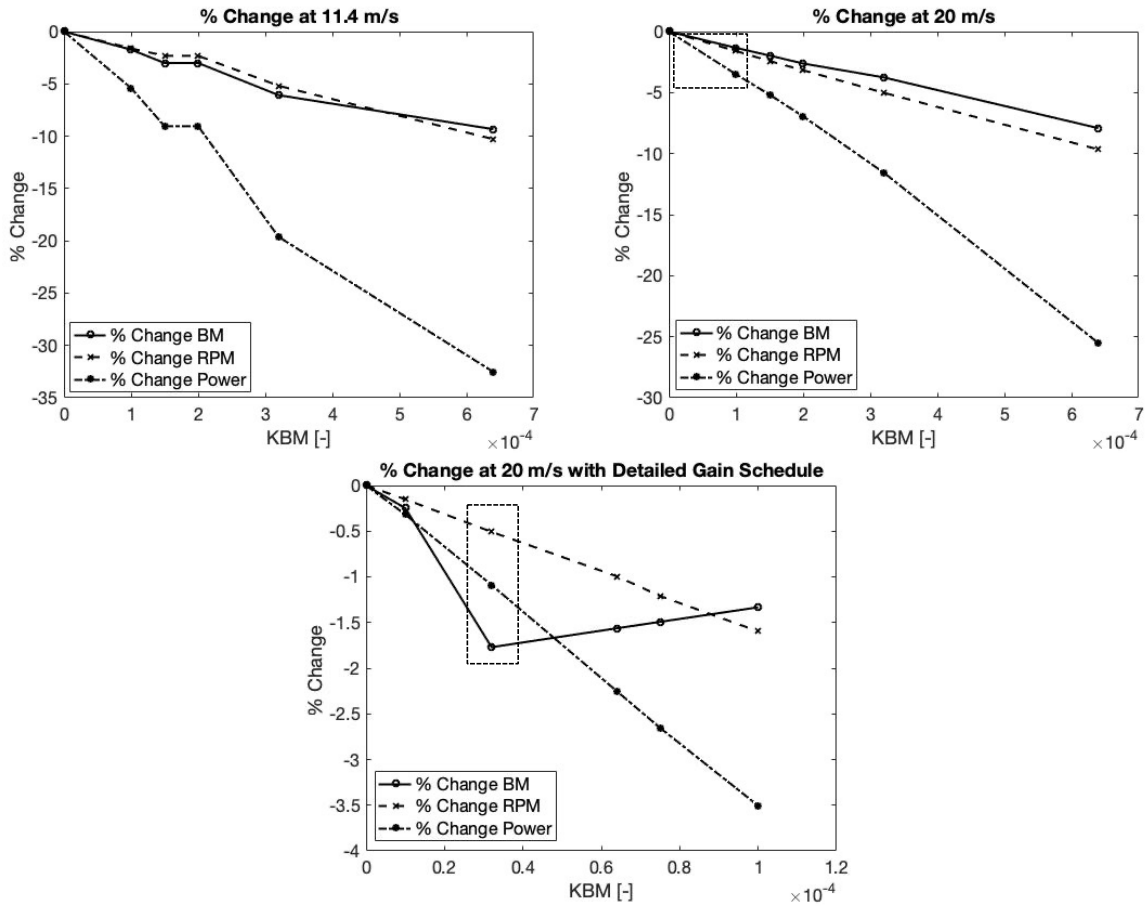 % Change at 11.4 m/s
% Change
0
-5
-10
-15
-20
-25
-30
-35
% Change BM
% Change RPM
% Change Power
0 1 2 3 4 5 6 7
KBM [-]
×10⁻⁴
% Change at 20 m/s
% Change
0
-5
-10
-15
-20
-25
-30
% Change BM
% Change RPM
% Change Power
0 1 2 3 4 5 6 7
KBM [-]
×10⁻⁴
% Change at 20 m/s with Detailed Gain Schedule
% Change
0
-0.5
-1
-1.5
-2
-2.5
-3
-3.5
-4
% Change BM
% Change RPM
% Change Power
0 0.2 0.4 0.6 0.8 1 1.2
KBM [-]
×10⁻⁴